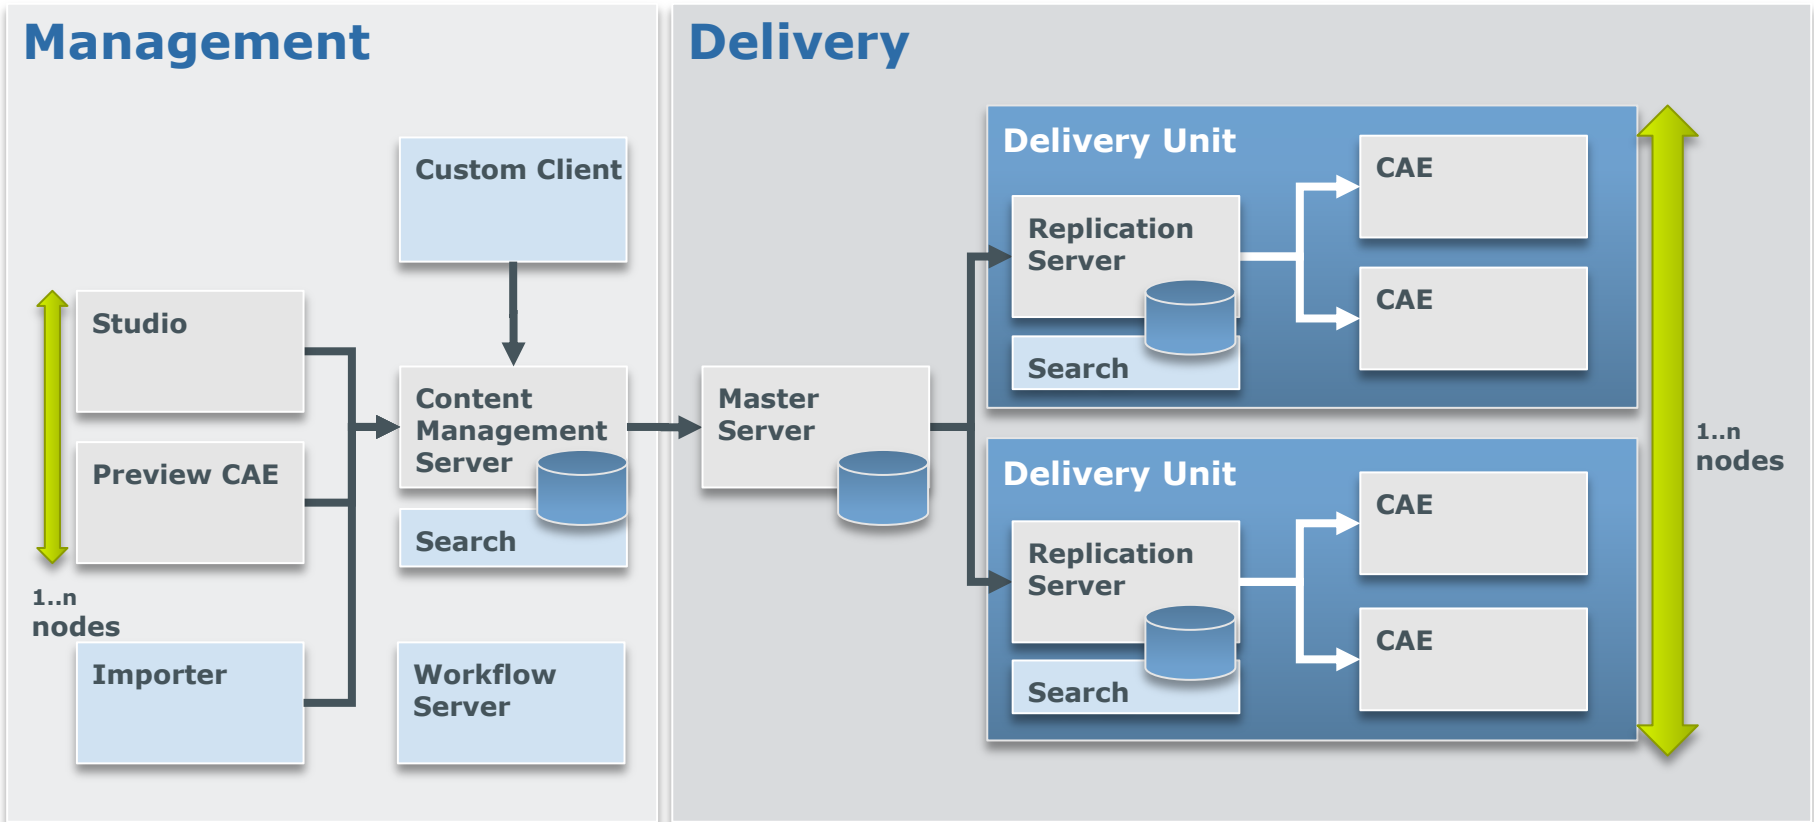 Management
Custom Client
Studio
Preview CAE
1..n
nodes
Importer
Content
Management
Server
Search
Workflow
Server
Delivery
Master
Server
Delivery Unit
Replication
Server
Search
CAE
CAE
Delivery Unit
Replication
Server
Search
CAE
CAE
1..n
nodes